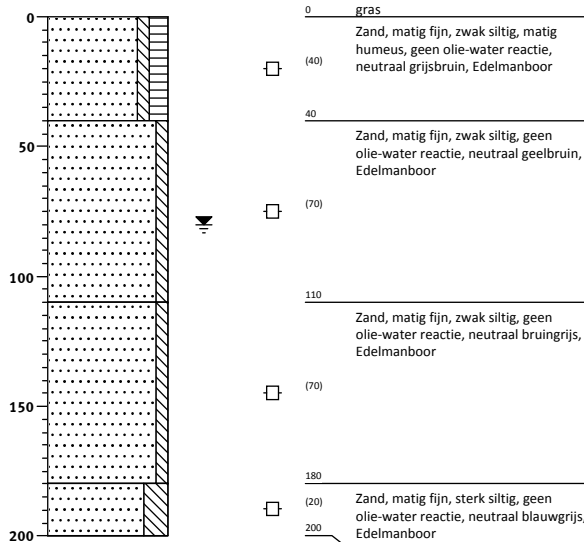 0
50
100
150
200
0 gras
Zand, matig fijn, zwak siltig, matig
humeus, geen olie-water reactie,
(40)
neutraal grijsbruin, Edelmanboor
40
Zand, matig fijn, zwak siltig, geen
olie-water reactie, neutraal geelbruin,
Edelmanboor
(70)
110
Zand, matig fijn, zwak siltig, geen
olie-water reactie, neutraal bruingrijs,
Edelmanboor
(70)
180
(20) Zand, matig fijn, sterk siltig, geen
olie-water reactie, neutraal blauwgrijs,
200 Edelmanboor